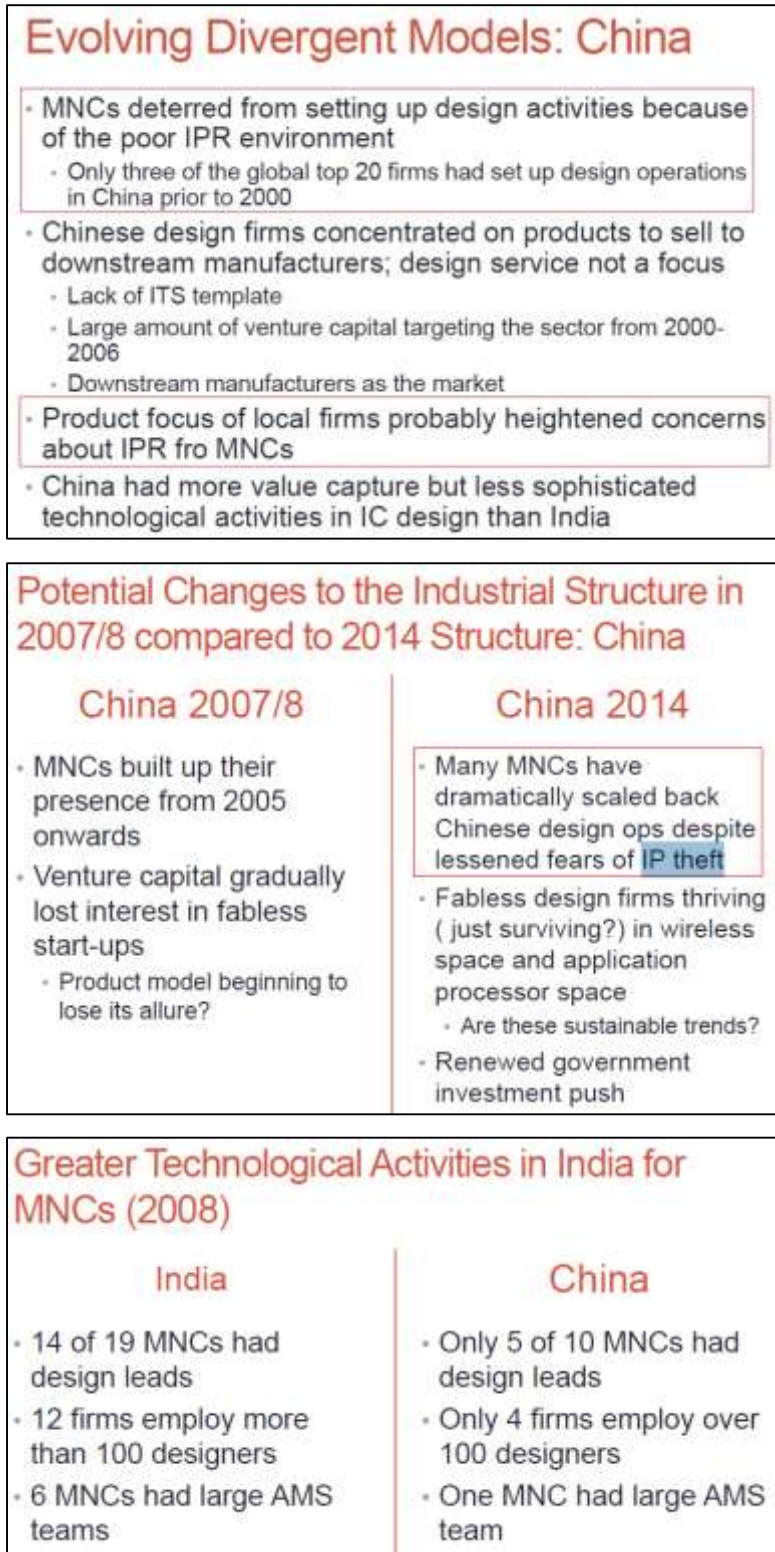 Evolving Divergent Models: China
• MNCs deterred from setting up design activities because
of the poor IPR environment
• Only three of the global top 20 firms had set up design operations
in China prior to 2000
• Chinese design firms concentrated on products to sell to
downstream manufacturers; design service not a focus
• Lack of ITS template
• Large amount of venture capital targeting the sector from 2000-
2006
• Downstream manufacturers as the market
• Product focus of local firms probably heightened concerns
about IPR fro MNCs
• China had more value capture but less sophisticated
technological activities in IC design than India
Potential Changes to the Industrial Structure in
2007/8 compared to 2014 Structure: China
China 2007/8
• MNCs built up their
presence from 2005
onwards
• Venture capital gradually
lost interest in fabless
start-ups
• Product model beginning to
lose its allure?
China 2014
• Many MNCs have
dramatically scaled back
Chinese design ops despite
lessened fears of IP theft
• Fabless design firms thriving
( just surviving?) in wireless
space and application
processor space
• Are these sustainable trends?
• Renewed government
investment push
Greater Technological Activities in India for
MNCs (2008)
India
• 14 of 19 MNCs had
design leads
• 12 firms employ more
than 100 designers
• 6 MNCs had large AMS
teams
China
• Only 5 of 10 MNCs had
design leads
• Only 4 firms employ over
100 designers
• One MNC had large AMS
team